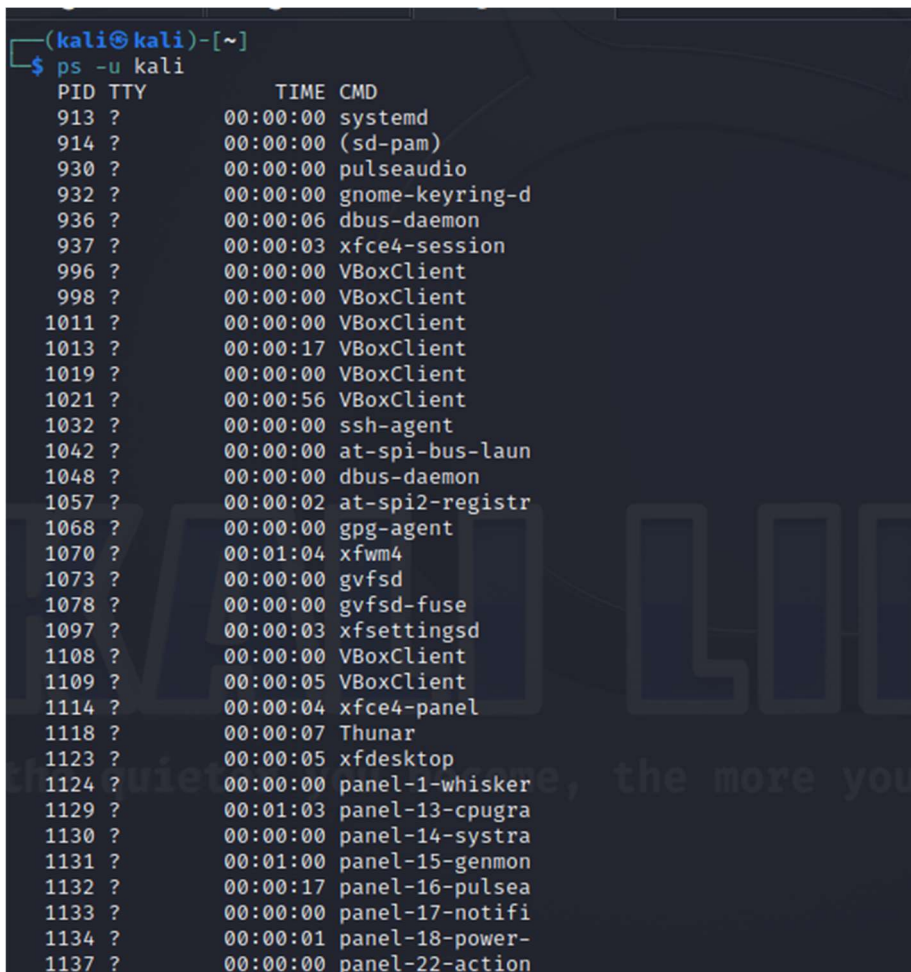 (kali㉿kali)-[~]
$ ps -u kali
PID TTY TIME CMD
913 ? 00:00:00 systemd
914 ? 00:00:00 (sd-pam)
930 ? 00:00:00 pulseaudio
932 ? 00:00:00 gnome-keyring-d
936 ? 00:00:06 dbus-daemon
937 ? 00:00:03 xfce4-session
996 ? 00:00:00 VBoxClient
998 ? 00:00:00 VBoxClient
1011 ? 00:00:00 VBoxClient
1013 ? 00:00:17 VBoxClient
1019 ? 00:00:00 VBoxClient
1021 ? 00:00:56 VBoxClient
1032 ? 00:00:00 ssh-agent
1042 ? 00:00:00 at-spi-bus-laun
1048 ? 00:00:00 dbus-daemon
1057 ? 00:00:02 at-spi2-registr
1068 ? 00:00:00 gpg-agent
1070 ? 00:01:04 xfwm4
1073 ? 00:00:00 gvfsd
1078 ? 00:00:00 gvfsd-fuse
1097 ? 00:00:03 xfsettingsd
1108 ? 00:00:00 VBoxClient
1109 ? 00:00:05 VBoxClient
1114 ? 00:00:04 xfce4-panel
1118 ? 00:00:07 Thunar
1123 ? 00:00:05 xfdesktop
1124 ? 00:00:00 panel-1-whisker
1129 ? 00:01:03 panel-13-cpugra
1130 ? 00:00:00 panel-14-systra
1131 ? 00:01:00 panel-15-genmon
1132 ? 00:00:17 panel-16-pulsea
1133 ? 00:00:00 panel-17-notifi
1134 ? 00:00:01 panel-18-power-
1137 ? 00:00:00 panel-22-action
KALI LI
the more you